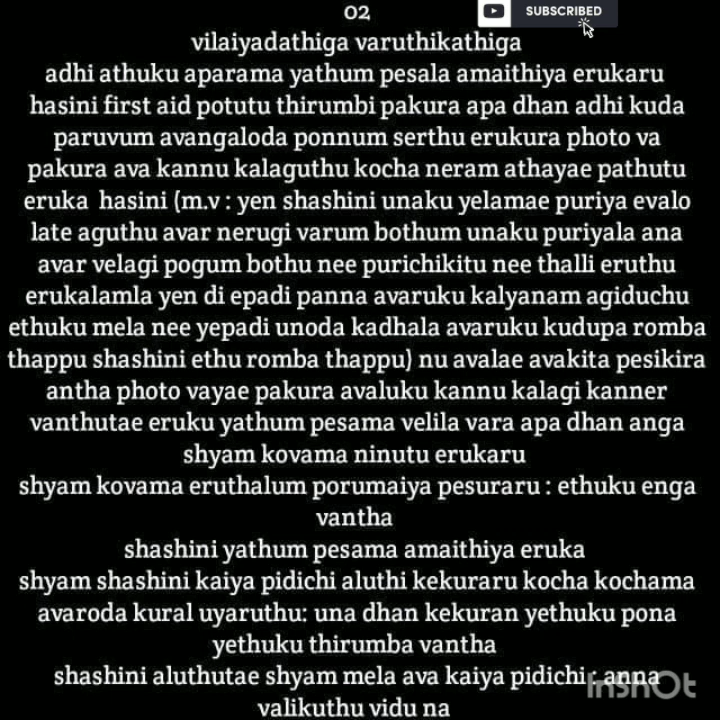 02
SUBSCRIBED
vilaiyadathiga varuthikathiga
adhi athuku aparama yathum pesala amaithiya erukaru
hasini first aid potutu thirumbi pakura apa dhan adhi kuda
paruvum avangaloda ponnum serthu erukura photo va
pakura ava kannu kalaguthu kocha neram athayae pathutu
eruka hasini (m.v : yen shashini unaku yelamae puriya evalo
late aguthu avar nerugi varum bothum unaku puriyala ana
avar velagi pogum bothu nee purichikitu nee thalli eruthu
erukalamla yen di epadi panna avaruku kalyanam agiduchu
ethuku mela nee yepadi unoda kadhala avaruku kudupa romba
thappu shashini ethu romba thappu) nu avalae avakita pesikira
antha photo vayae pakura avaluku kannu kalagi kanner
vanthutae eruku yathum pesama velila vara apa dhan anga
shyam kovama ninutu erukaru
shyam kovama eruthalum porumaiya pesuraru : ethuku enga
vantha
shashini yathum pesama amaithiya eruka
shyam shashini kaiya pidichi aluthi kekuraru kocha kochama
avaroda kural uyaruthu: una dhan kekuran yethuku pona
yethuku thirumba vantha
shashini aluthutae shyam mela ava kaiya pidichi : anna
valikuthu vidu na
InShOt